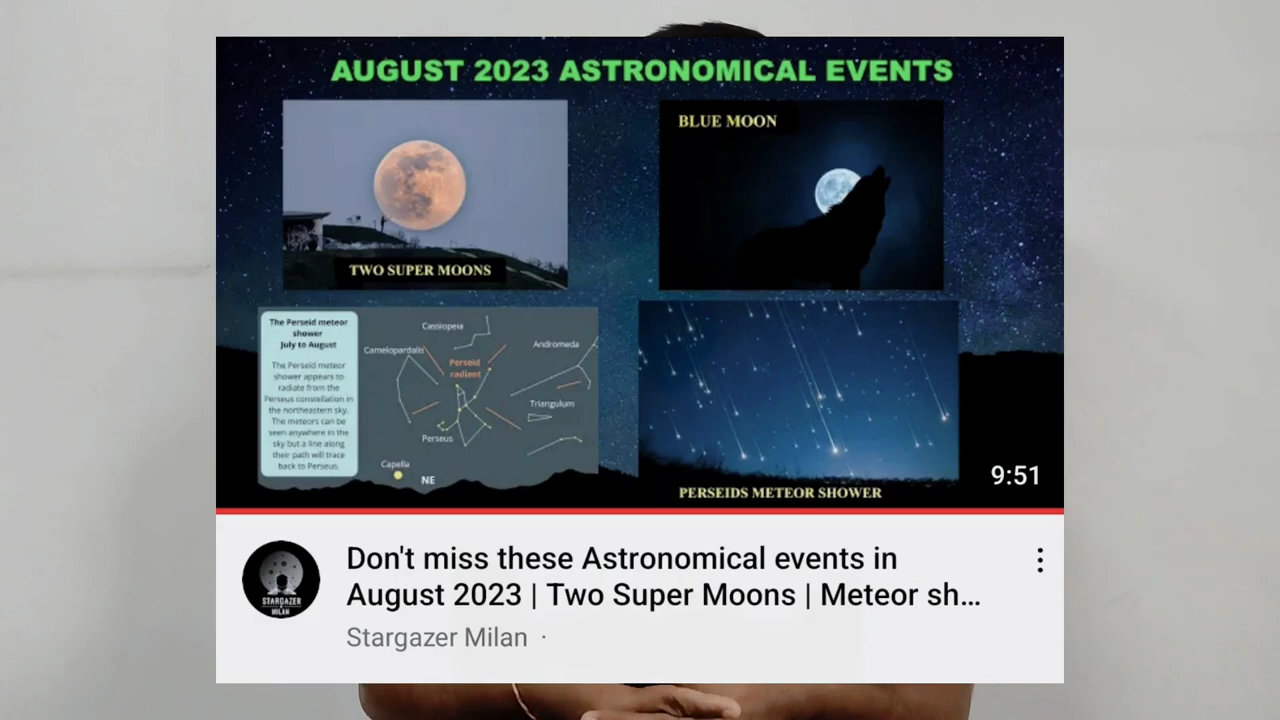 AUGUST 2023 ASTRONOMICAL EVENTS
TWO SUPER MOONS
BLUE MOON
The Perseid meteor
shower
July to August
The Perseid meteor
shower appears to
radiate from the
Perseus constellation in
the northeastern sky.
The meteors can be
seen anywhere in the
sky but a line along
their path will trace
back to Perseus.
Cassiopeia
Camelopardalis
Andromeda
Perseid
radiant
Triangulum
Perseus
Capella
NE
PERSEIDS METEOR SHOWER
9:51
STARGAZER
MILAN
Don't miss these Astronomical events in
August 2023 | Two Super Moons | Meteor sh...
Stargazer Milan ·